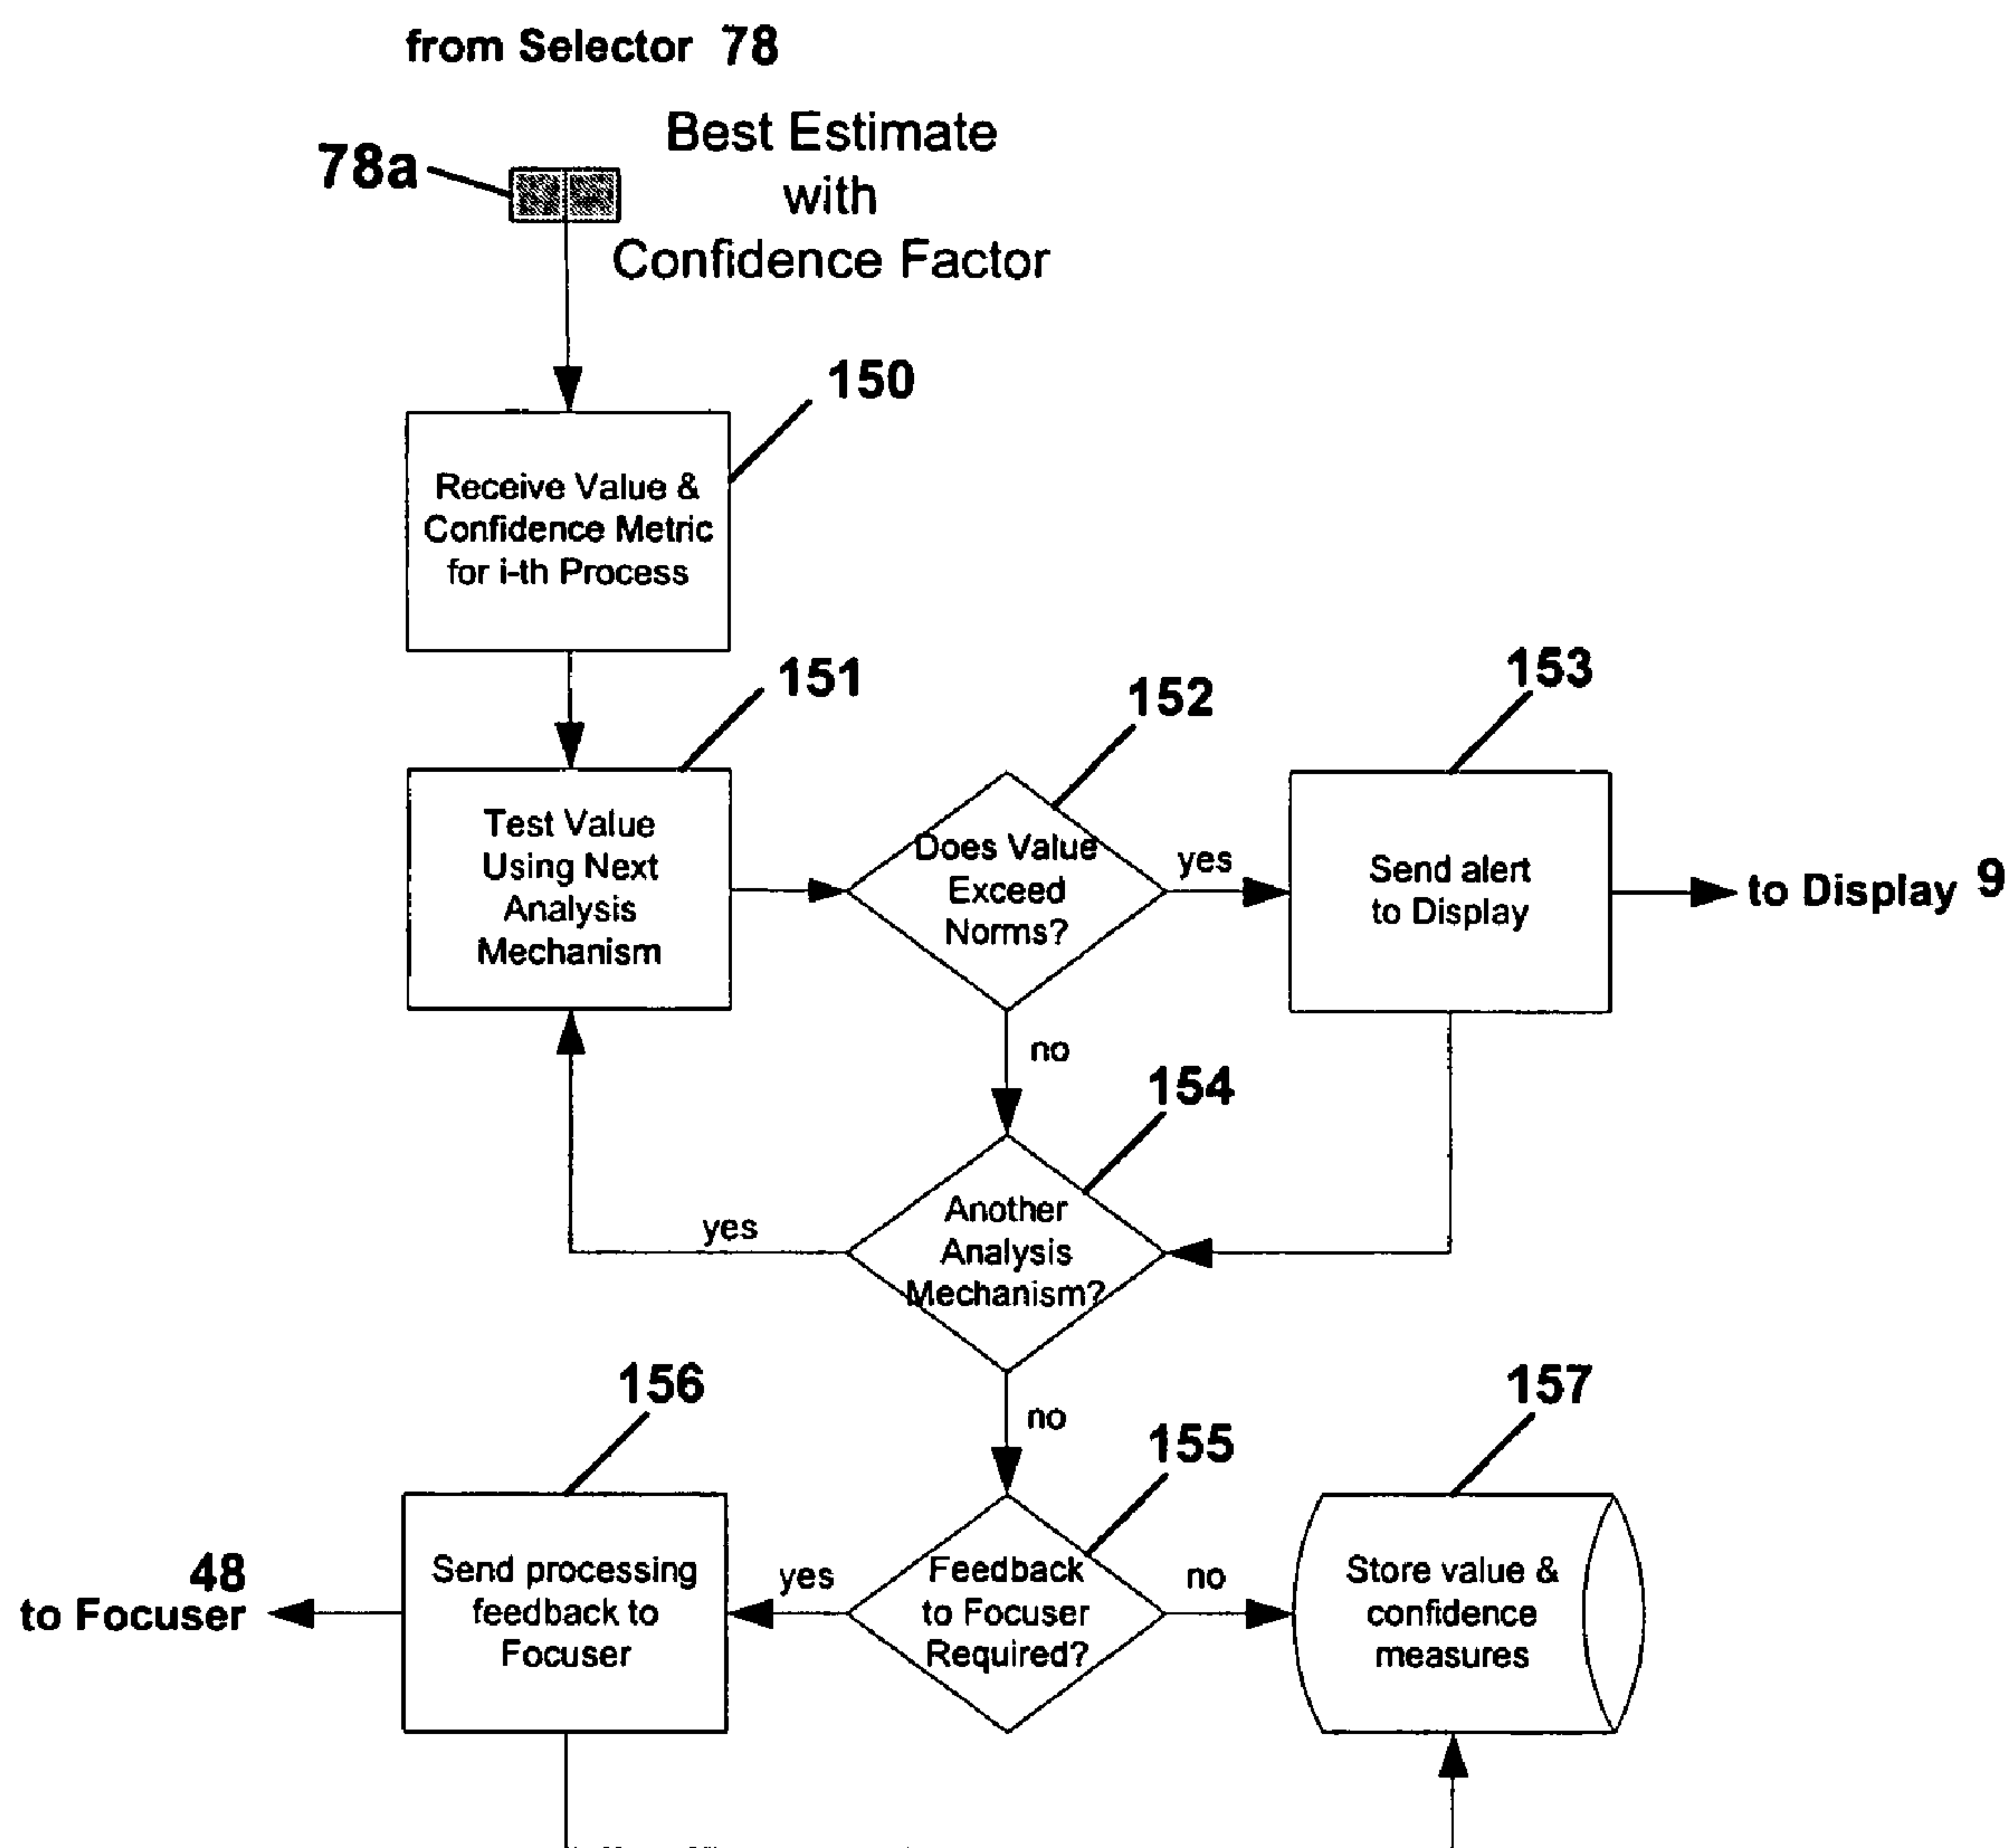 from Selector 78
78a
Best Estimate
with
Confidence Factor
150
Receive Value &
Confidence Metric
for i-th Process
151
152
153
Test Value
Using Next
Analysis
Mechanism
Does Value
Exceed
Norms?
yes
Send alert
to Display
to Display 9
no
154
Another
Analysis
Mechanism?
yes
no
156
155
157
48
to Focuser
Send processing
feedback to
Focuser
yes
Feedback
to Focuser
Required?
no
Store value &
confidence
measures